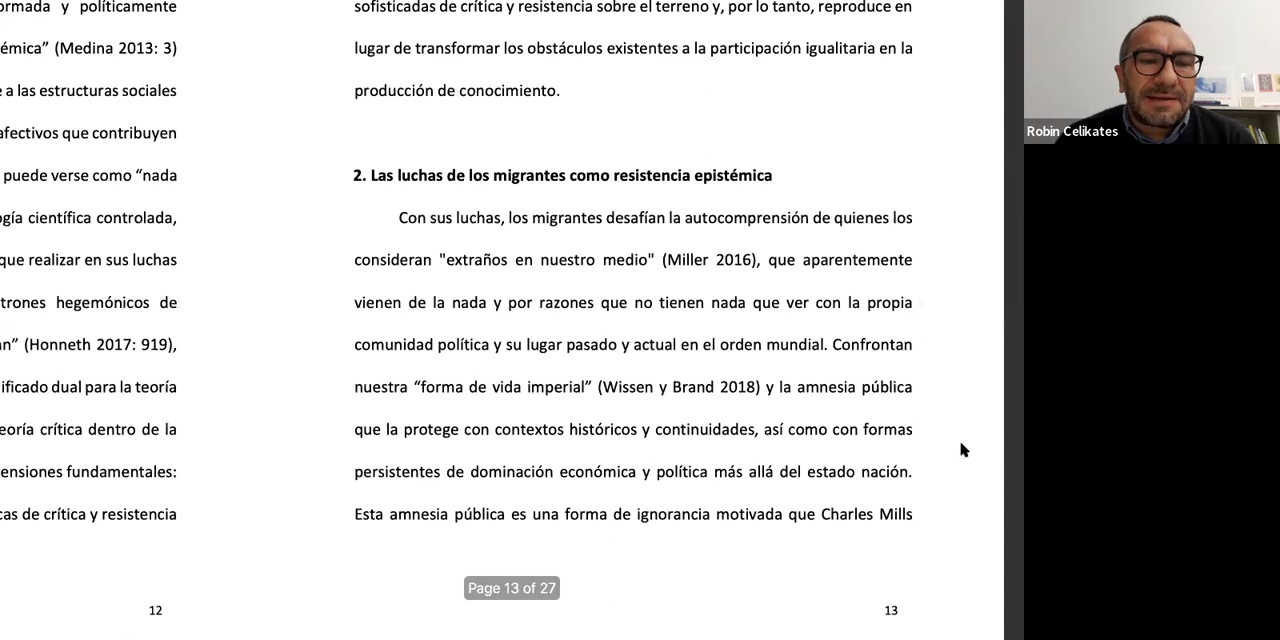 ormada y políticamente
émica” (Medina 2013: 3)
e a las estructuras sociales
afectivos que contribuyen
puede verse como “nada
ogía científica controlada,
que realizar en sus luchas
trones hegemónicos de
an” (Honneth 2017: 919),
ificado dual para la teoría
eoría crítica dentro de la
ensiones fundamentales:
cas de crítica y resistencia
12
sofisticadas de crítica y resistencia sobre el terreno y, por lo tanto, reproduce en
lugar de transformar los obstáculos existentes a la participación igualitaria en la
producción de conocimiento.
2. Las luchas de los migrantes como resistencia epistémica
Con sus luchas, los migrantes desafían la autocomprensión de quienes los
consideran "extraños en nuestro medio" (Miller 2016), que aparentemente
vienen de la nada y por razones que no tienen nada que ver con la propia
comunidad política y su lugar pasado y actual en el orden mundial. Confrontan
nuestra “forma de vida imperial” (Wissen y Brand 2018) y la amnesia pública
que la protege con contextos históricos y continuidades, así como con formas
persistentes de dominación económica y política más allá del estado nación.
Esta amnesia pública es una forma de ignorancia motivada que Charles Mills
Page 13 of 27
13
Robin Celikates